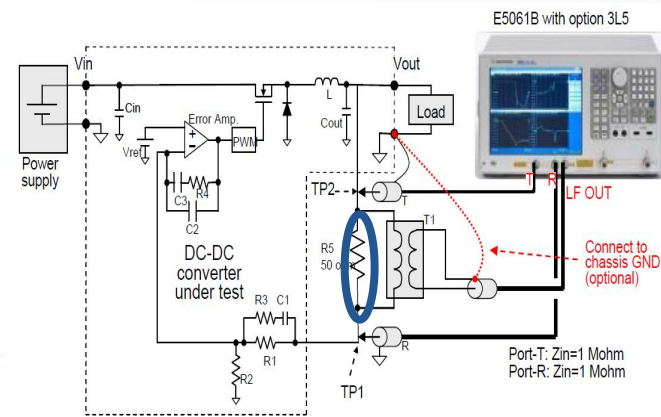 E5061B with option 3L5
Vin
Vout
Cin
Error Amp.
L
Cout
Load
Vref
PWM
T
R
LF OUT
Power
supply
R4
C3
C2
TP2
T
T1
DC-DC
converter
under test
R5
50 o m
Connect to
chassis GND
(optional)
R3
C1
R1
R
R2
TP1
Port-T: Zin=1 Mohm
Port-R: Zin=1 Mohm